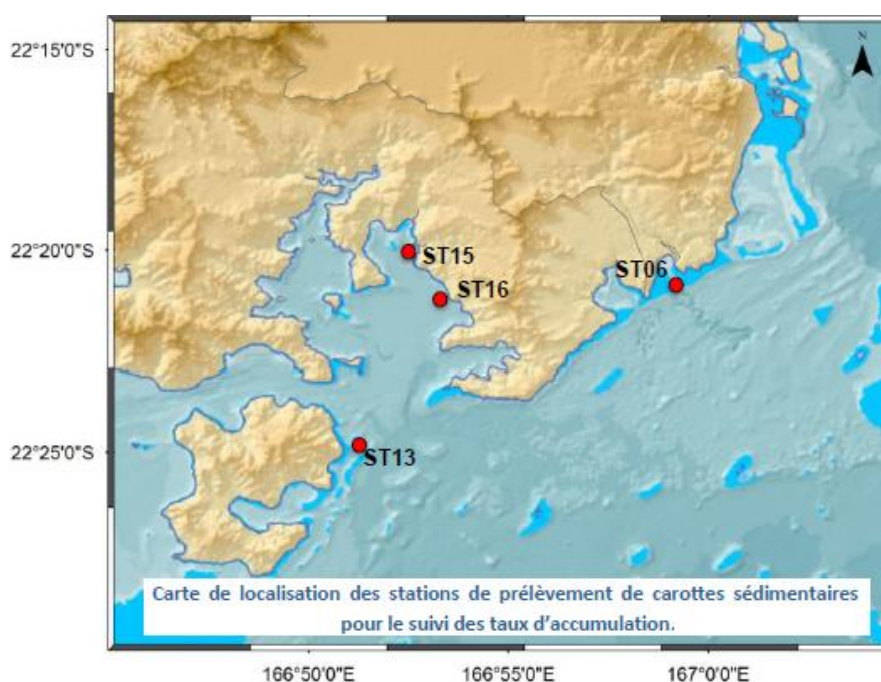 22°15'0"S
N
22°20'0"S
ST15
ST06
ST16
22°25'0"S
ST13
Carte de localisation des stations de prélèvement de carottes sédimentaires
pour le suivi des taux d'accumulation.
166°50'0"E
166°55'0"E
167°0'0"E